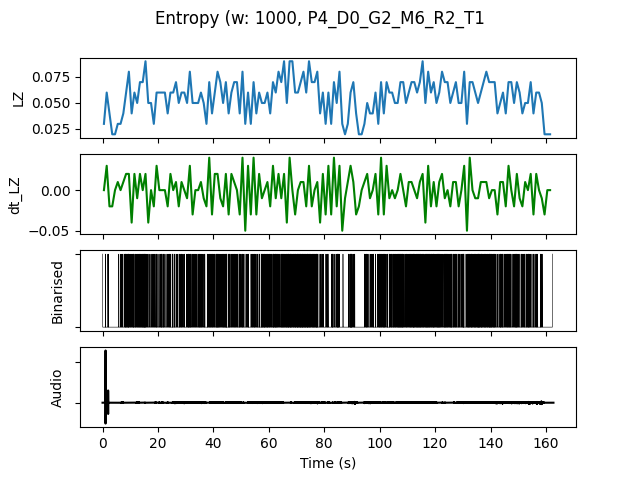 Entropy (w: 1000, P4_D0_G2_M6_R2_T1
0.075
0.050
0.025
LZ
0.00
−0.05
dt_LZ
Binarised
Audio
0 20 40 60 80 100 120 140 160
Time (s)